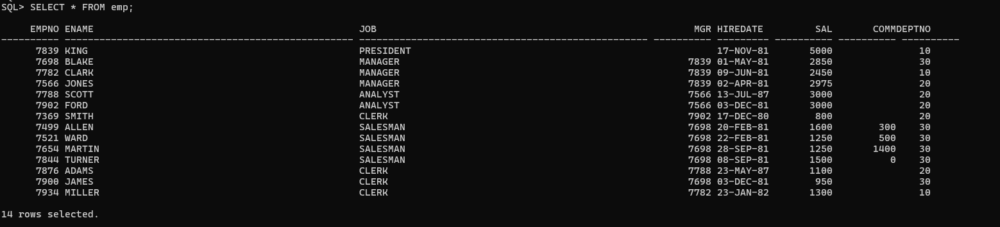 SQL> SELECT * FROM emp;
EMPNO ENAME JOB MGR HIREDATE SAL COMMDEPTNO
---------- -------------------------------------------------- -------------------------------------------------- ---------- --------- ---------- ---------- ----------
7839 KING PRESIDENT 17-NOV-81 5000 10
7698 BLAKE MANAGER 7839 01-MAY-81 2850 30
7782 CLARK MANAGER 7839 09-JUN-81 2450 10
7566 JONES MANAGER 7839 02-APR-81 2975 20
7788 SCOTT ANALYST 7566 13-JUL-87 3000 20
7902 FORD ANALYST 7566 03-DEC-81 3000 20
7369 SMITH CLERK 7902 17-DEC-80 800 20
7499 ALLEN SALESMAN 7698 20-FEB-81 1600 300 30
7521 WARD SALESMAN 7698 22-FEB-81 1250 500 30
7654 MARTIN SALESMAN 7698 28-SEP-81 1250 1400 30
7844 TURNER SALESMAN 7698 08-SEP-81 1500 0 30
7876 ADAMS CLERK 7788 23-MAY-87 1100 20
7900 JAMES CLERK 7698 03-DEC-81 950 30
7934 MILLER CLERK 7782 23-JAN-82 1300 10
14 rows selected.